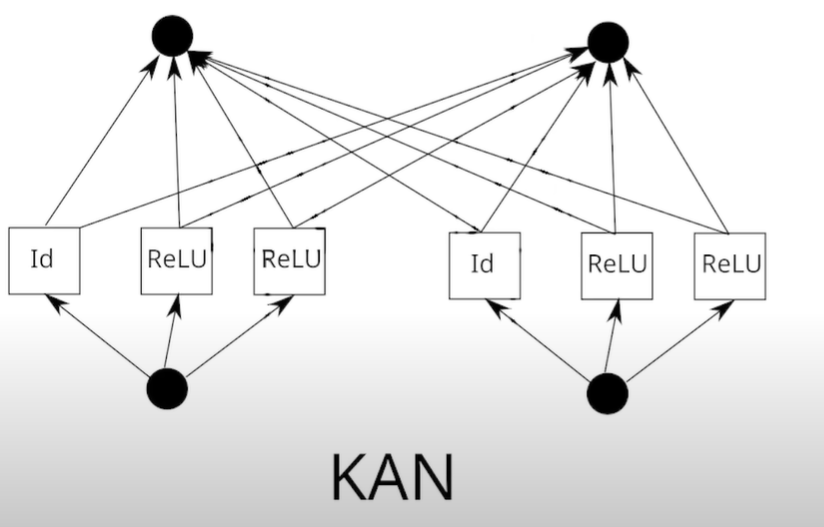 Id ReLU ReLU Id ReLU ReLU
KAN